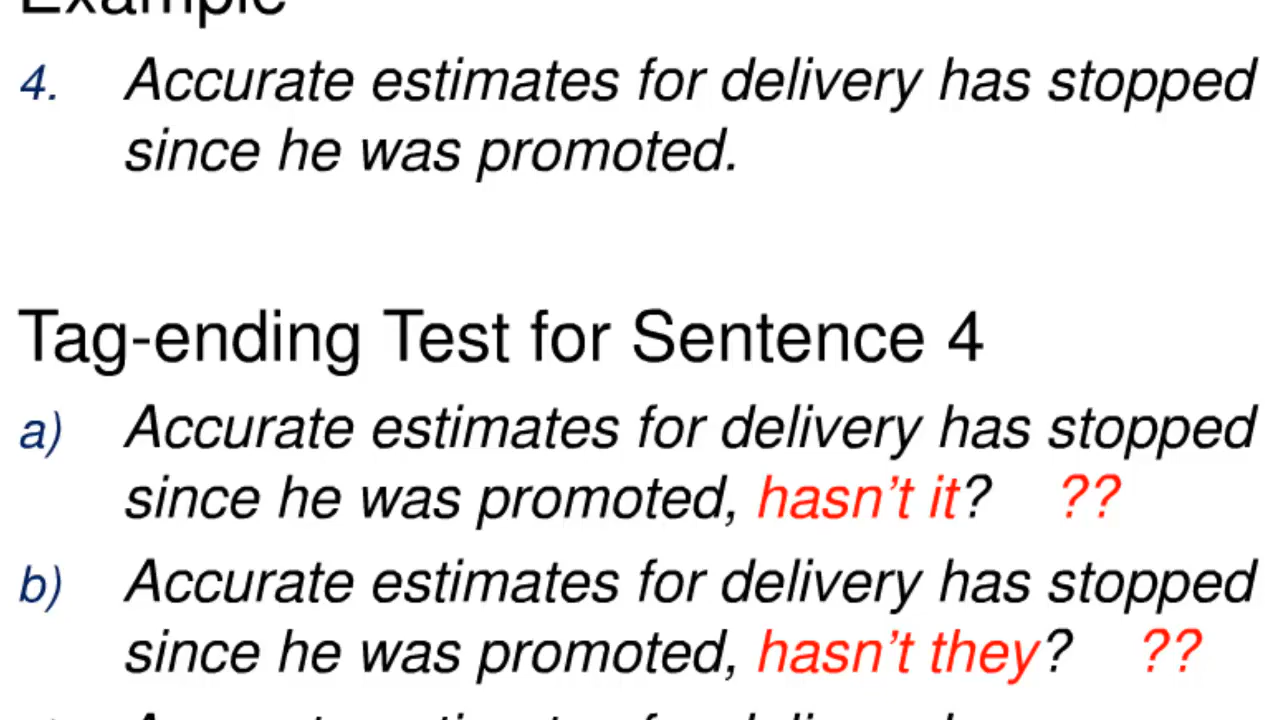 Example
4. Accurate estimates for delivery has stopped
since he was promoted.
Tag-ending Test for Sentence 4
a) Accurate estimates for delivery has stopped
since he was promoted, hasn't it? ??
b) Accurate estimates for delivery has stopped
since he was promoted, hasn't they? ??